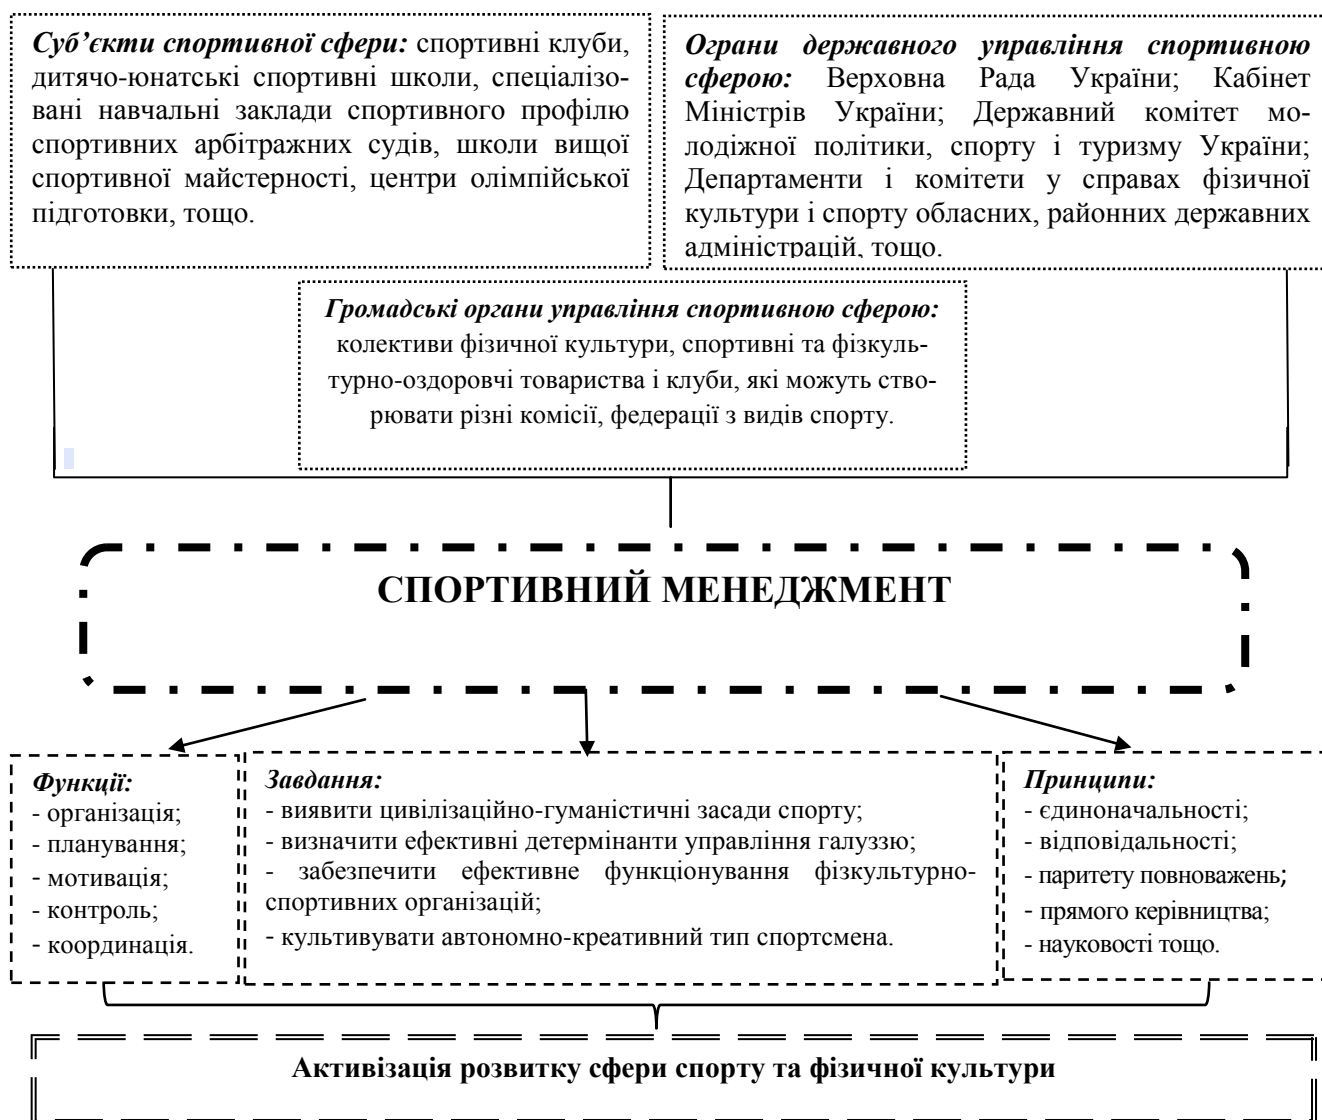 Суб’єкти спортивної сфери: спортивні клуби,
дитячо-юнатські спортивні школи, спеціалізо-
вані навчальні заклади спортивного профілю
спортивних арбітражних судів, школи вищої
спортивної майстерності, центри олімпійської
підготовки, тощо.
Ограни державного управління спортивною
сферою: Верховна Рада України; Кабінет
Міністрів України; Державний комітет мо-
лодіжної політики, спорту і туризму України;
Департаменти і комітети у справах фізичної
культури і спорту обласних, районних державних
адміністрацій, тощо.
Громадські органи управління спортивною сферою:
колективи фізичної культури, спортивні та фізкуль-
турно-оздоровчі товариства і клуби, які можуть ство-
рювати різні комісії, федерації з видів спорту.
СПОРТИВНИЙ МЕНЕДЖМЕНТ
Функції:
- організація;
- планування;
- мотивація;
- контроль;
- координація.
Завдання:
- виявити цивілізаційно-гуманістичні засади спорту;
- визначити ефективні детермінанти управління галуззю;
- забезпечити ефективне функціонування фізкультурно-
спортивних організацій;
- культивувати автономно-креативний тип спортсмена.
Принципи:
- єдиноначальності;
- відповідальності;
- паритету повноважень;
- прямого керівництва;
- науковості тощо.
Активізація розвитку сфери спорту та фізичної культури